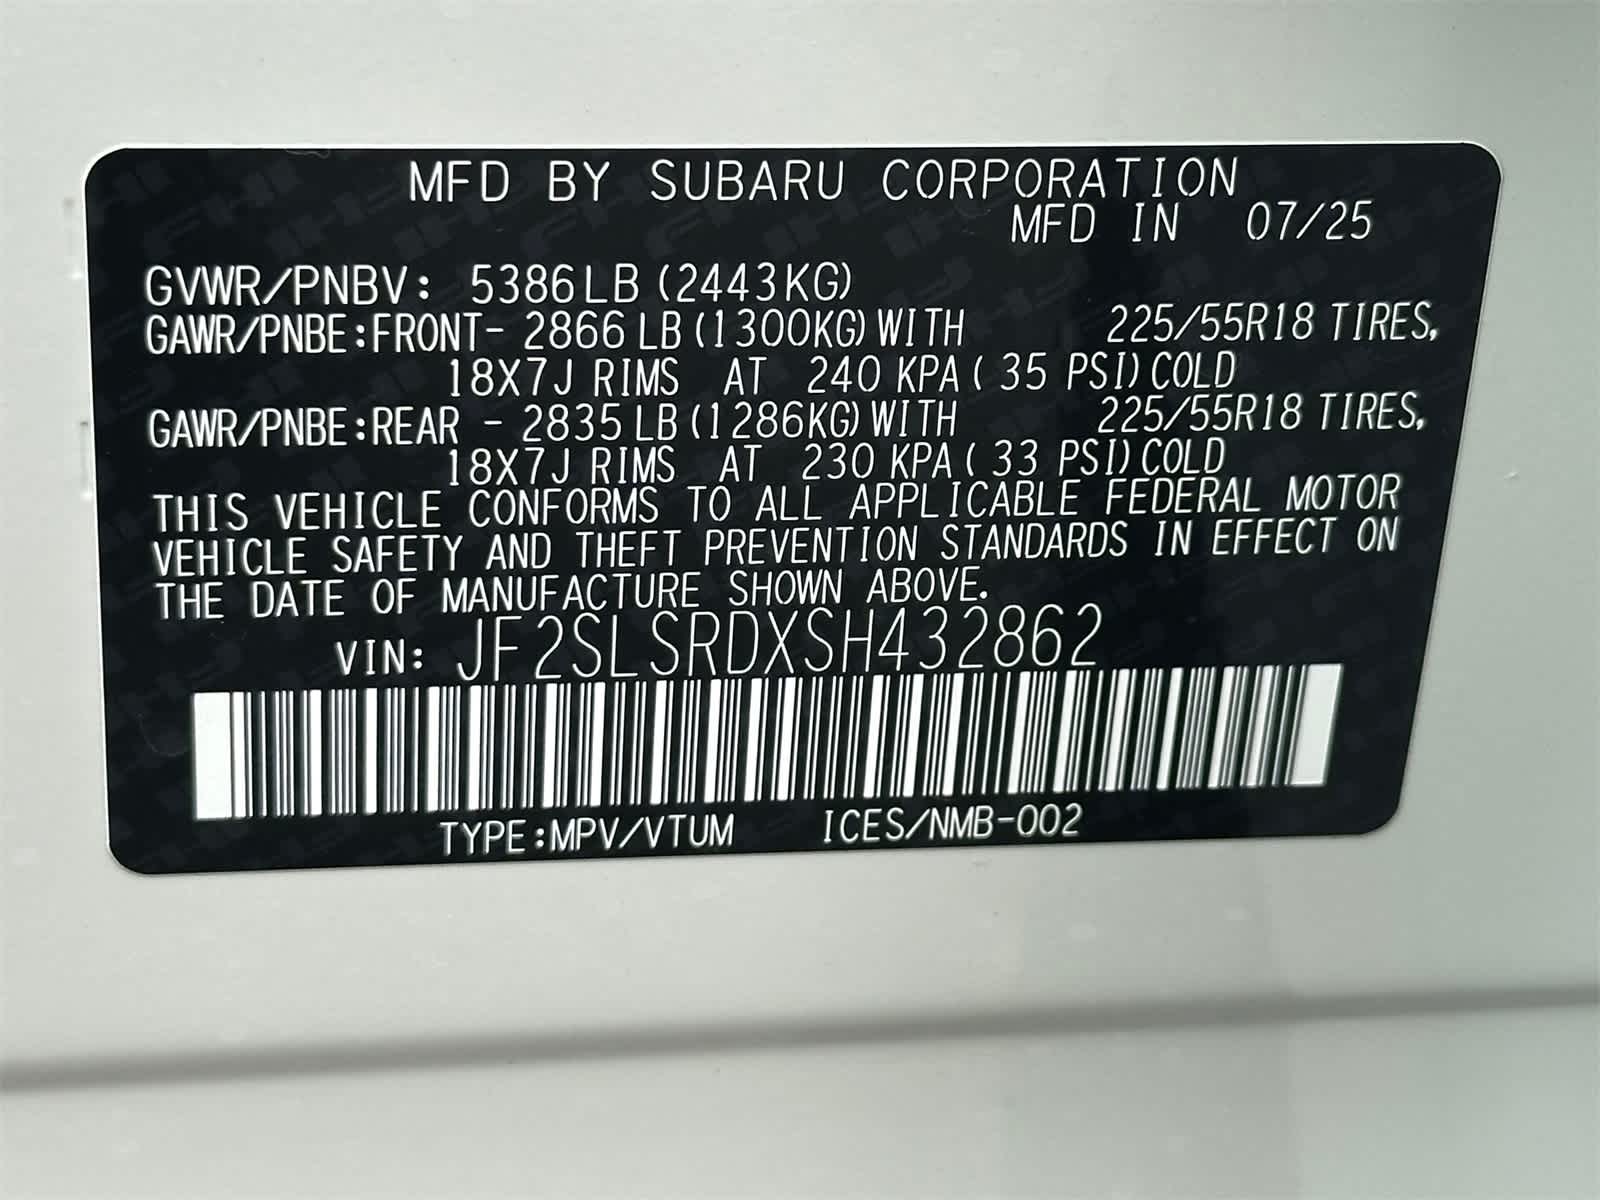 MFD BY SUBARU CORPORATION
MFD IN 07/25
GVWR/PNBV: 5386LB (2443KG)
GAWR/PNBE:FRONT- 2866 LB (1300KG) WITH 225/55R18 TIRES,
18X7J RIMS AT 240 KPA ( 35 PSI) COLD
GAWR/PNBE:REAR - 2835 LB (1286KG) WITH 225/55R18 TIRES,
18X7J RIMS AT 230 KPA ( 33 PSI) COLD
THIS VEHICLE CONFORMS TO ALL APPLICABLE FEDERAL MOTOR
VEHICLE SAFETY AND THEFT PREVENTION STANDARDS IN EFFECT ON
THE DATE OF MANUFACTURE SHOWN ABOVE.
VIN: JF2SLSRDXSH432862
TYPE:MPV/VTUM ICES/NMB-002